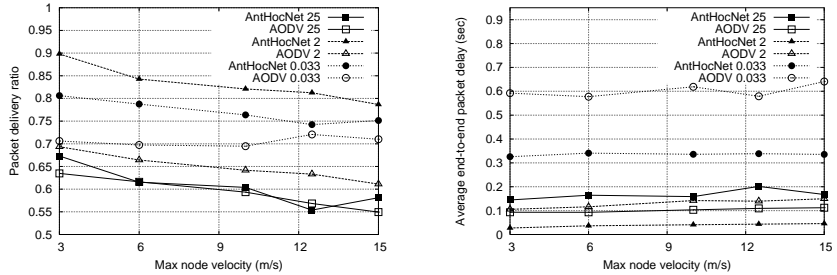 Packet delivery ratio
1
0.95
0.9
0.85
0.8
0.75
0.7
0.65
0.6
0.55
0.5
AntHocNet 25
AODV 25
AntHocNet 2
AODV 2
AntHocNet 0.033
AODV 0.033
3 6 9 12 15
Max node velocity (m/s)
Average end-to-end packet delay (sec)
0.9
0.8
0.7
0.6
0.5
0.4
0.3
0.2
0.1
0
AntHocNet 25
AODV 25
AntHocNet 2
AODV 2
AntHocNet 0.033
AODV 0.033
3 6 9 12 15
Max node velocity (m/s)